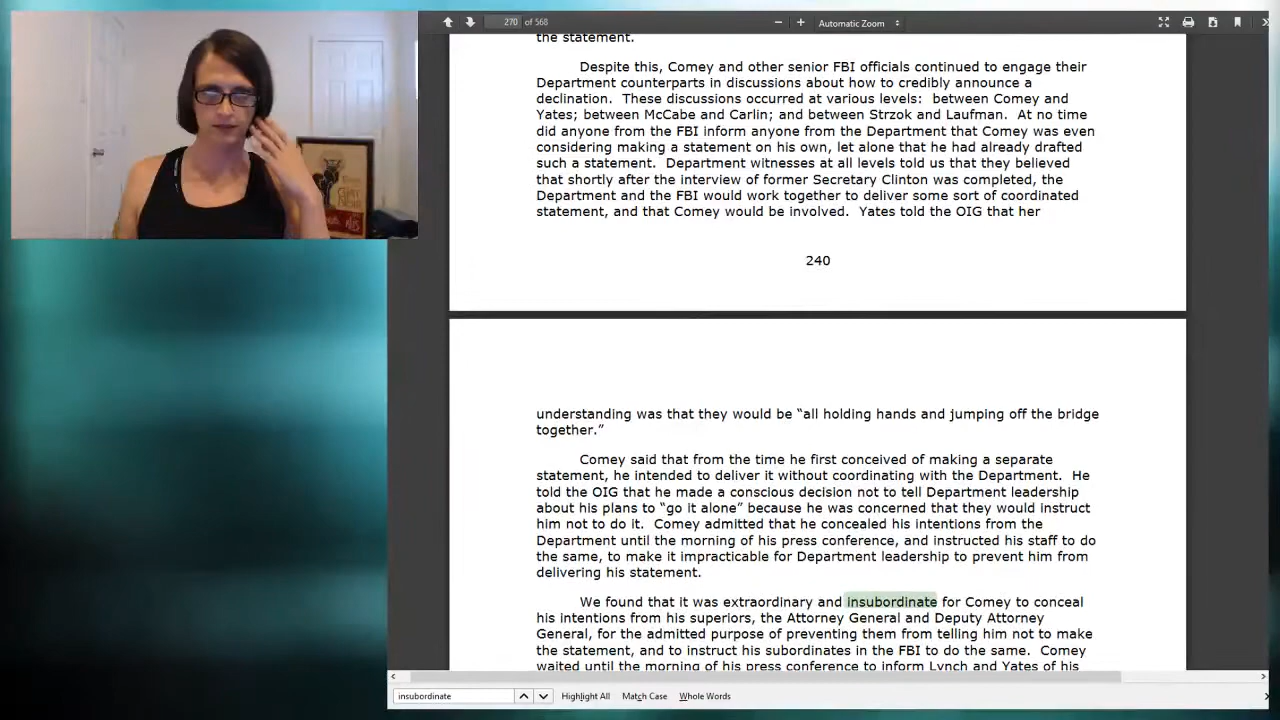 270 of 568
Automatic Zoom
the statement.
Despite this, Comey and other senior FBI officials continued to engage their
Department counterparts in discussions about how to credibly announce a
declination. These discussions occurred at various levels: between Comey and
Yates; between McCabe and Carlin; and between Strzok and Laufman. At no time
did anyone from the FBI inform anyone from the Department that Comey was even
considering making a statement on his own, let alone that he had already drafted
such a statement. Department witnesses at all levels told us that they believed
that shortly after the interview of former Secretary Clinton was completed, the
Department and the FBI would work together to deliver some sort of coordinated
statement, and that Comey would be involved. Yates told the OIG that her
240
understanding was that they would be “all holding hands and jumping off the bridge
together.”
Comey said that from the time he first conceived of making a separate
statement, he intended to deliver it without coordinating with the Department. He
told the OIG that he made a conscious decision not to tell Department leadership
about his plans to “go it alone” because he was concerned that they would instruct
him not to do it. Comey admitted that he concealed his intentions from the
Department until the morning of his press conference, and instructed his staff to do
the same, to make it impracticable for Department leadership to prevent him from
delivering his statement.
We found that it was extraordinary and insubordinate for Comey to conceal
his intentions from his superiors, the Attorney General and Deputy Attorney
General, for the admitted purpose of preventing them from telling him not to make
the statement, and to instruct his subordinates in the FBI to do the same. Comey
waited until the morning of his press conference to inform Lynch and Yates of his
insubordinate
Highlight All
Match Case
Whole Words